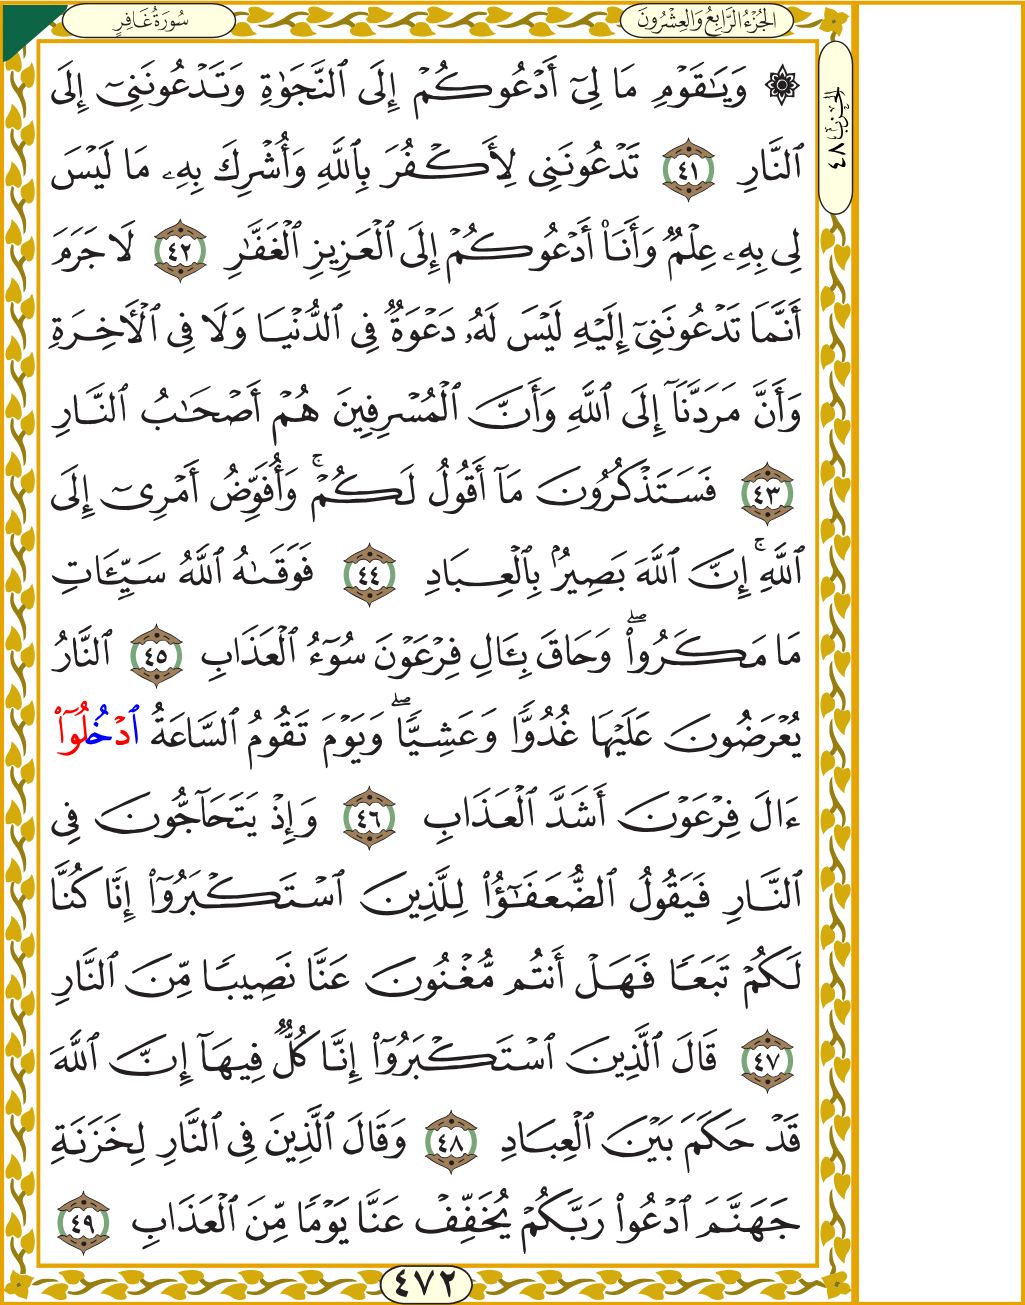 سُورَةُ غَافِرٍ
الجُزْءُ الرَّابِعُ وَالعِشْرُونَ
الحِزْبُ ٤٨
۞ وَيَٰقَوْمِ مَا لِىٓ أَدْعُوكُمْ إِلَى ٱلنَّجَوٰةِ وَتَدْعُونَنِىٓ إِلَى
ٱلنَّارِ ٤١ تَدْعُونَنِى لِأَكْفُرَ بِٱللَّهِ وَأُشْرِكَ بِهِۦ مَا لَيْسَ
لِى بِهِۦ عِلْمٌ وَأَنَا۠ أَدْعُوكُمْ إِلَى ٱلْعَزِيزِ ٱلْغَفَّٰرِ ٤٢ لَا جَرَمَ
أَنَّمَا تَدْعُونَنِىٓ إِلَيْهِ لَيْسَ لَهُۥ دَعْوَةٌ فِى ٱلدُّنْيَا وَلَا فِى ٱلْأَخِرَةِ
وَأَنَّ مَرَدَّنَآ إِلَى ٱللَّهِ وَأَنَّ ٱلْمُسْرِفِينَ هُمْ أَصْحَٰبُ ٱلنَّارِ
٤٣ فَسَتَذْكُرُونَ مَآ أَقُولُ لَكُمْ ۚ وَأُفَوِّضُ أَمْرِىٓ إِلَى
ٱللَّهِ ۚ إِنَّ ٱللَّهَ بَصِيرٌۢ بِٱلْعِبَادِ ٤٤ فَوَقَىٰهُ ٱللَّهُ سَيِّـَٔاتِ
مَا مَكَرُوا۟ ۖ وَحَاقَ بِـَٔالِ فِرْعَوْنَ سُوٓءُ ٱلْعَذَابِ ٤٥ ٱلنَّارُ
يُعْرَضُونَ عَلَيْهَا غُدُوًّا وَعَشِيًّا ۖ وَيَوْمَ تَقُومُ ٱلسَّاعَةُ ٱدْخُلُوٓا۟
ءَالَ فِرْعَوْنَ أَشَدَّ ٱلْعَذَابِ ٤٦ وَإِذْ يَتَحَآجُّونَ فِى
ٱلنَّارِ فَيَقُولُ ٱلضُّعَفَٰٓؤُا۟ لِلَّذِينَ ٱسْتَكْبَرُوٓا۟ إِنَّا كُنَّا
لَكُمْ تَبَعًا فَهَلْ أَنتُم مُّغْنُونَ عَنَّا نَصِيبًا مِّنَ ٱلنَّارِ
٤٧ قَالَ ٱلَّذِينَ ٱسْتَكْبَرُوٓا۟ إِنَّا كُلٌّ فِيهَآ إِنَّ ٱللَّهَ
قَدْ حَكَمَ بَيْنَ ٱلْعِبَادِ ٤٨ وَقَالَ ٱلَّذِينَ فِى ٱلنَّارِ لِخَزَنَةِ
جَهَنَّمَ ٱدْعُوا۟ رَبَّكُمْ يُخَفِّفْ عَنَّا يَوْمًا مِّنَ ٱلْعَذَابِ ٤٩
٤٧٢